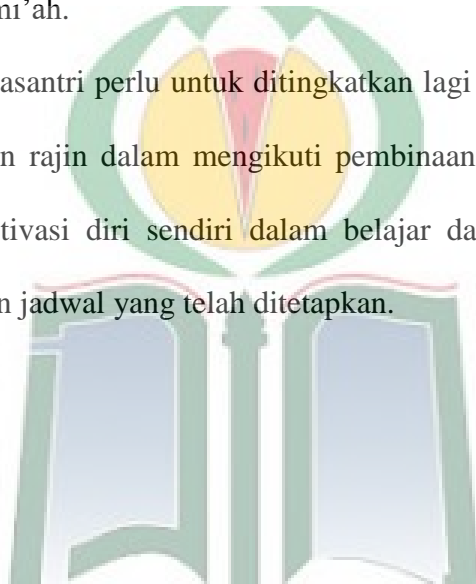 mi’ah.
asantri perlu untuk ditingkatkan lagi
n rajin dalam mengikuti pembinaan
tivasi diri sendiri dalam belajar da
n jadwal yang telah ditetapkan.